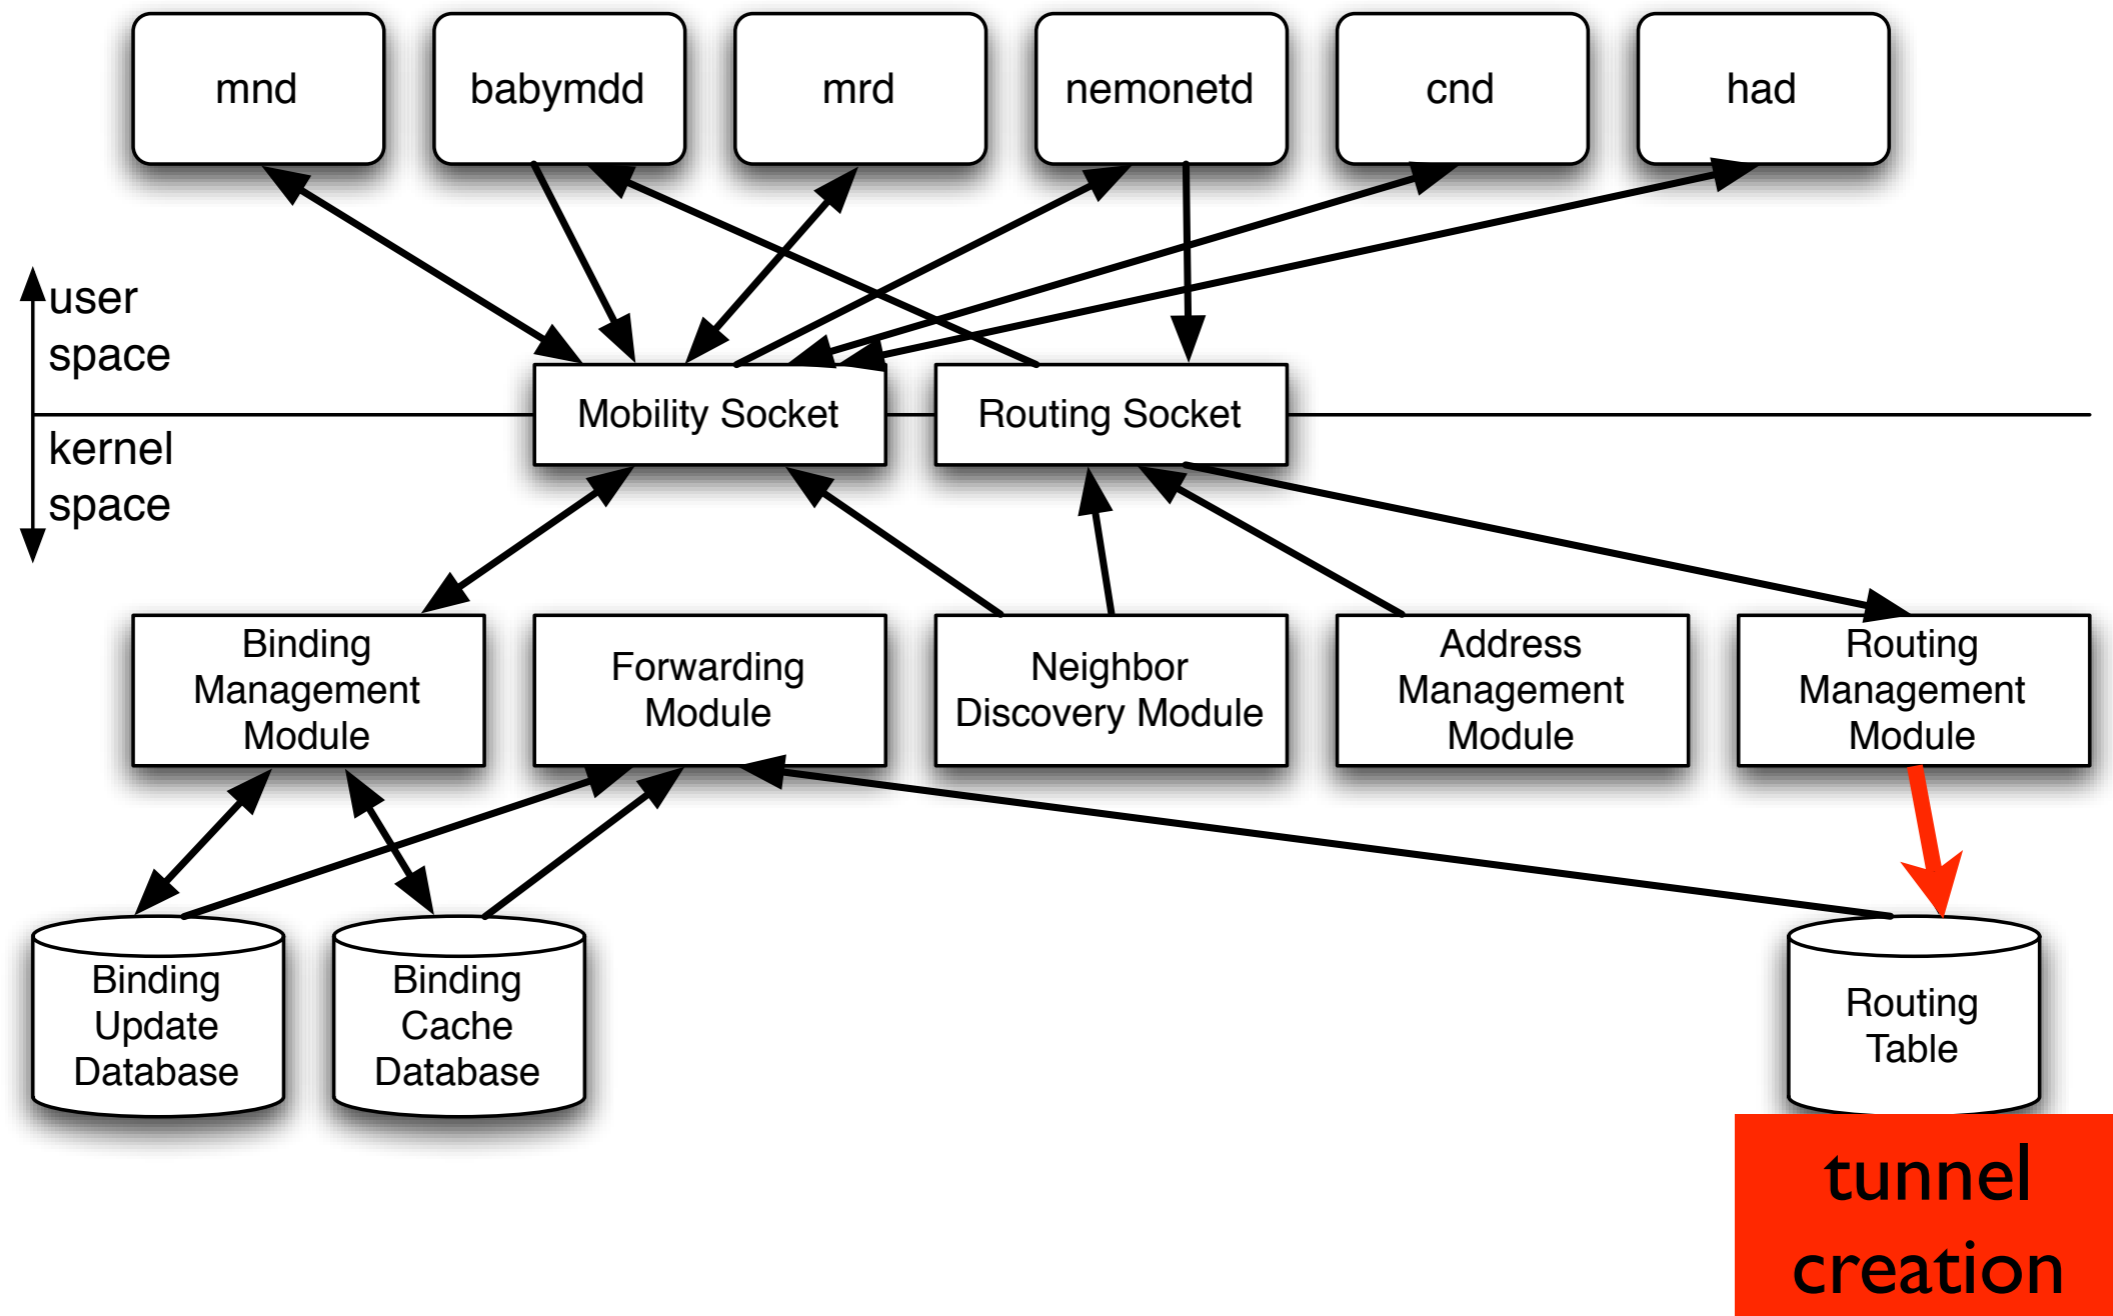 mnd
babymdd
mrd
nemonetd
cnd
had
user
space
Mobility Socket
Routing Socket
kernel
space
Binding
Management
Module
Forwarding
Module
Neighbor
Discovery Module
Address
Management
Module
Routing
Management
Module
Binding
Update
Database
Binding
Cache
Database
Routing
Table
tunnel
creation